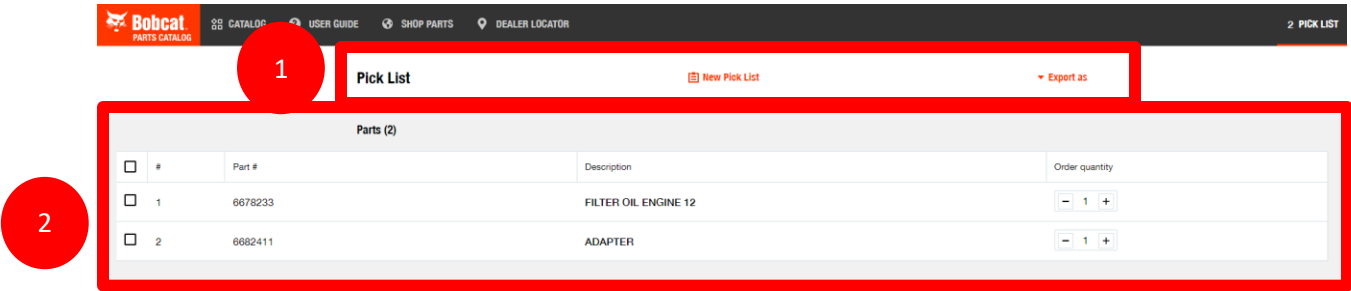 Bobcat. CATALOG USER GUIDE SHOP PARTS DEALER LOCATOR 2 PICK LIST
PARTS CATALOG
1
Pick List New Pick List Export as
Parts (2)
# Part # Description Order quantity
1 6678233 FILTER OIL ENGINE 12 − 1 +
2
2 6682411 ADAPTER − 1 +